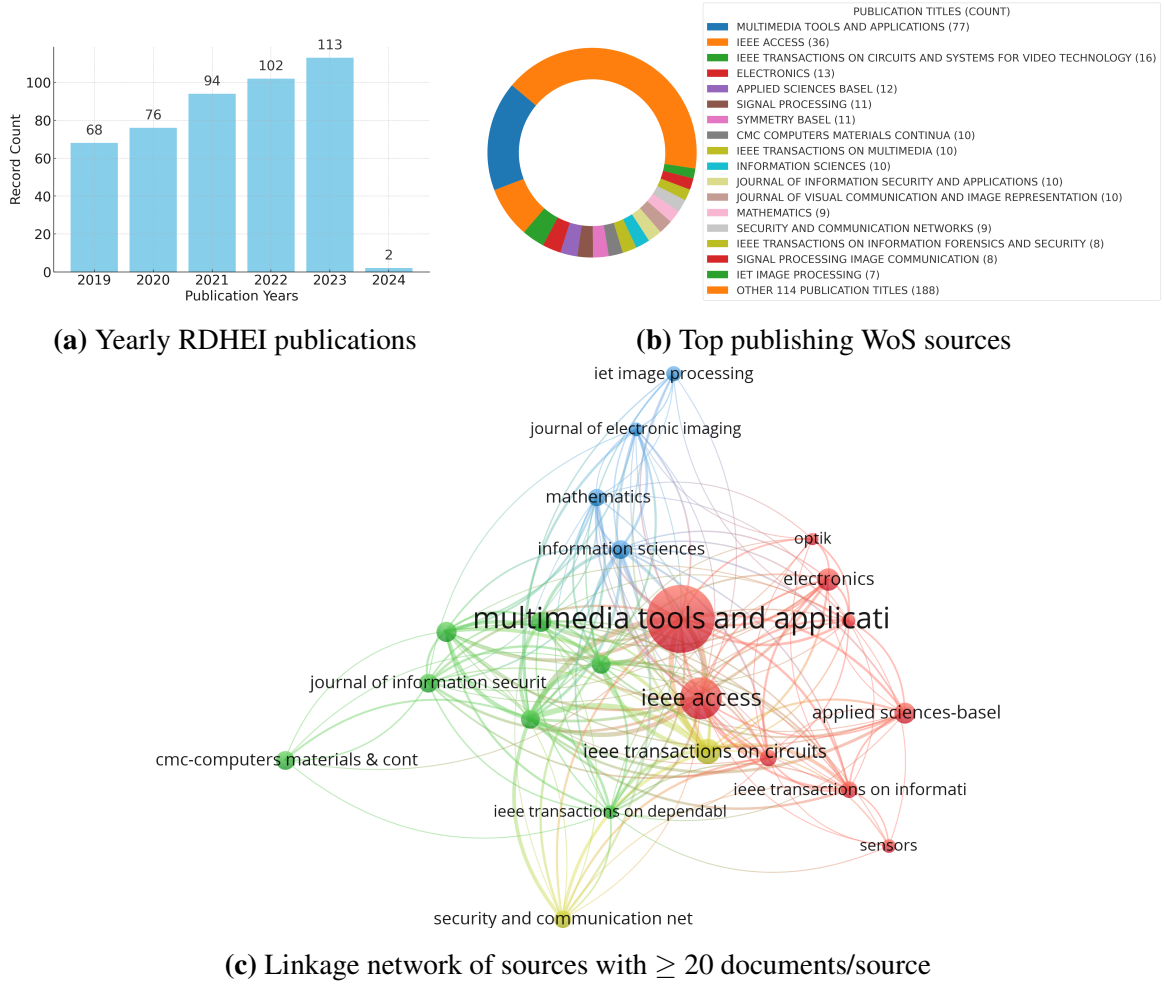 113
102
94
76
68
2
Record Count
100
80
60
40
20
0
2019 2020 2021 2022 2023 2024
Publication Years
(a) Yearly RDHEI publications
PUBLICATION TITLES (COUNT)
MULTIMEDIA TOOLS AND APPLICATIONS (77)
IEEE ACCESS (36)
IEEE TRANSACTIONS ON CIRCUITS AND SYSTEMS FOR VIDEO TECHNOLOGY (16)
ELECTRONICS (13)
APPLIED SCIENCES BASEL (12)
SIGNAL PROCESSING (11)
SYMMETRY BASEL (11)
CMC COMPUTERS MATERIALS CONTINUA (10)
IEEE TRANSACTIONS ON MULTIMEDIA (10)
INFORMATION SCIENCES (10)
JOURNAL OF INFORMATION SECURITY AND APPLICATIONS (10)
JOURNAL OF VISUAL COMMUNICATION AND IMAGE REPRESENTATION (10)
MATHEMATICS (9)
SECURITY AND COMMUNICATION NETWORKS (9)
IEEE TRANSACTIONS ON INFORMATION FORENSICS AND SECURITY (8)
SIGNAL PROCESSING IMAGE COMMUNICATION (8)
IET IMAGE PROCESSING (7)
OTHER 114 PUBLICATION TITLES (188)
(b) Top publishing WoS sources
iet image processing
journal of electronic imaging
mathematics
optik
information sciences
electronics
multimedia tools and applicati
journal of information securit
ieee access
applied sciences-basel
ieee transactions on circuits
cmc-computers materials & cont
ieee transactions on informati
ieee transactions on dependabl
sensors
security and communication net
(c) Linkage network of sources with ≥ 20 documents/source